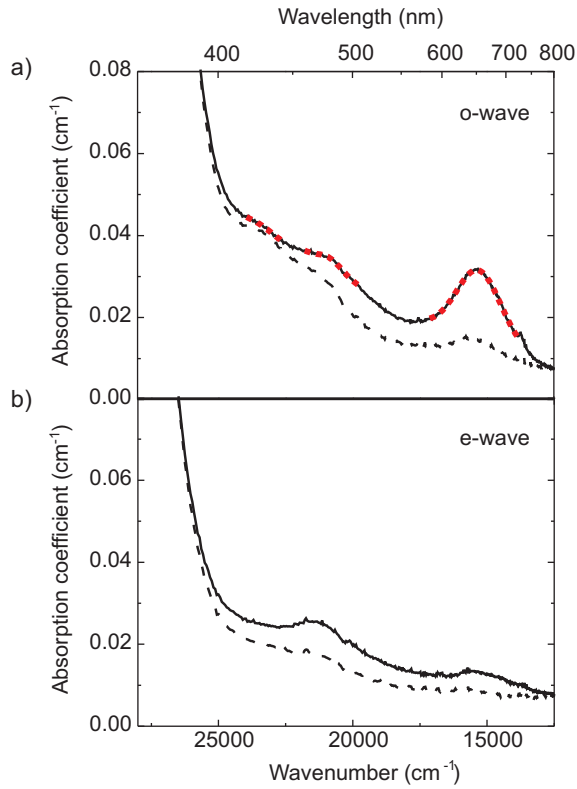 Wavelength (nm)
400 500 600 700 800
a)
0.08
o-wave
0.06
0.04
0.02
0.00
Absorption coefficient (cm⁻¹)
b)
e-wave
0.06
0.04
0.02
0.00
Absorption coefficient (cm⁻¹)
25000 20000 15000
Wavenumber (cm⁻¹)